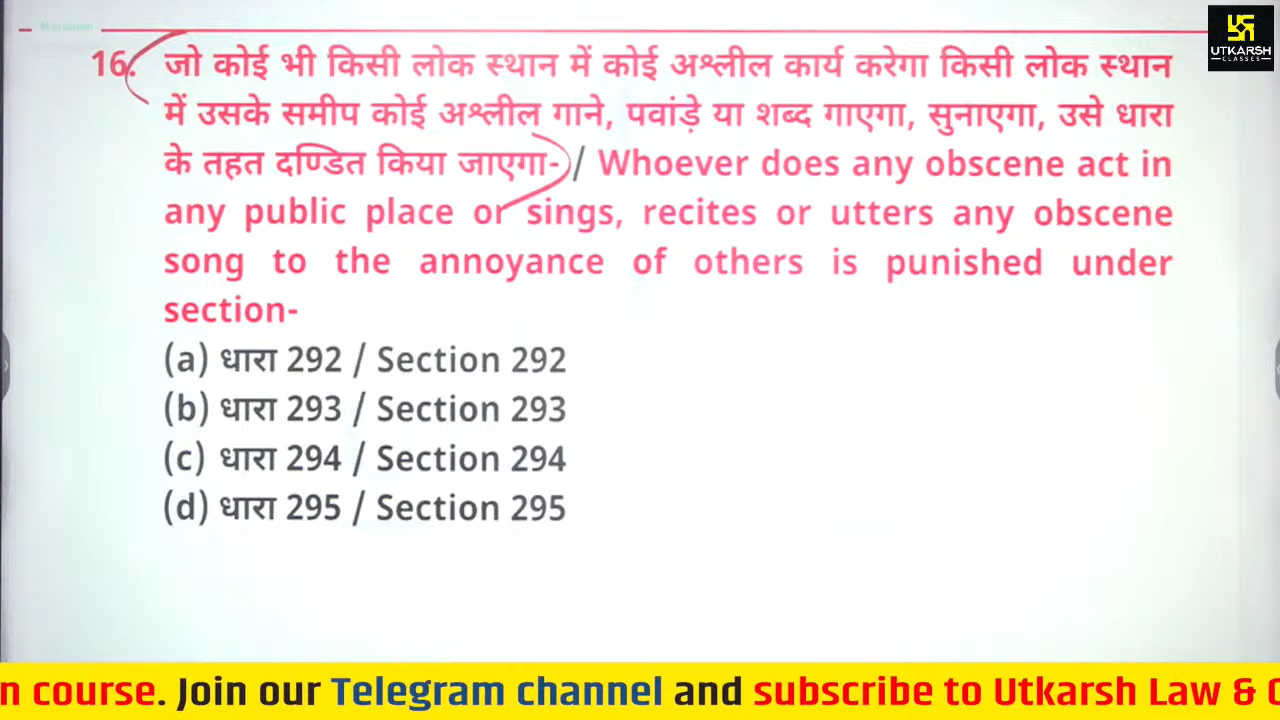 UTKARSH
CLASSES
16. जो कोई भी किसी लोक स्थान में कोई अश्लील कार्य करेगा किसी लोक स्थान
में उसके समीप कोई अश्लील गाने, पवांड़े या शब्द गाएगा, सुनाएगा, उसे धारा
के तहत दण्डित किया जाएगा- / Whoever does any obscene act in
any public place or sings, recites or utters any obscene
song to the annoyance of others is punished under
section-
(a) धारा 292 / Section 292
(b) धारा 293 / Section 293
(c) धारा 294 / Section 294
(d) धारा 295 / Section 295
n course. Join our Telegram channel and subscribe to Utkarsh Law &